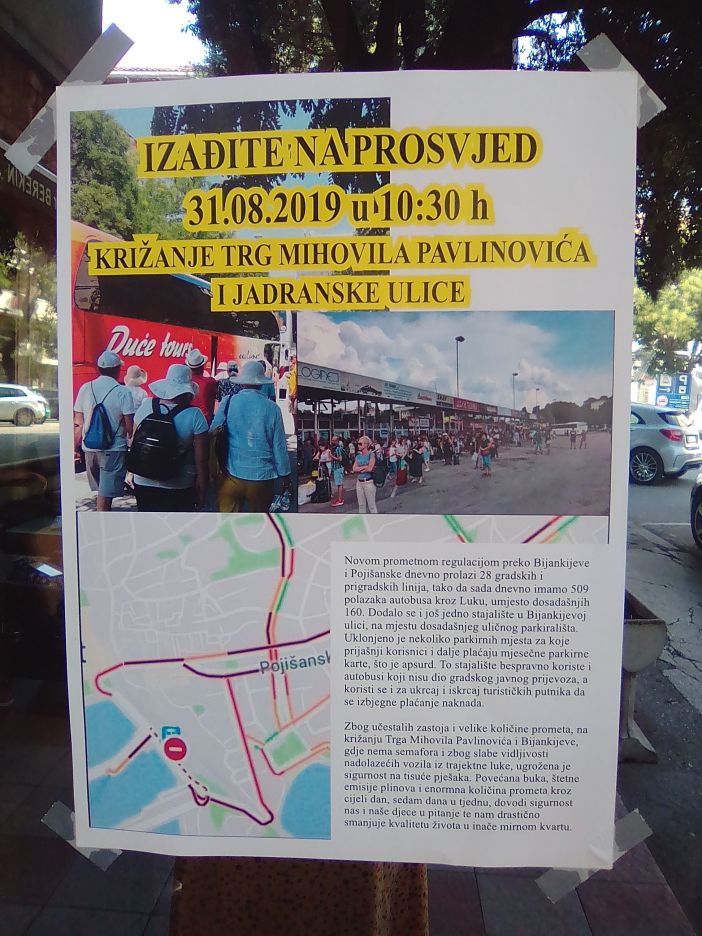 IZAĐITE NA PROSVJED
31.08.2019 u 10:30 h
KRIŽANJE TRG MIHOVILA PAVLINOVIĆA
I JADRANSKE ULICE
Duće tours
Pojišansk
Novom prometnom regulacijom preko Bijankijeve
i Pojišanske dnevno prolazi 28 gradskih i
prigradskih linija, tako da sada dnevno imamo 509
polazaka autobusa kroz Luku, umjesto dosadašnjih
160. Dodalo se i još jedno stajalište u Bijankijevoj
ulici, na mjestu dosadašnjeg uličnog parkirališta.
Uklonjeno je nekoliko parkirnih mjesta za koje
prijašnji korisnici i dalje plaćaju mjesečne parkirne
karte, što je apsurd. To stajalište bespravno koriste i
autobusi koji nisu dio gradskog javnog prijevoza, a
koristi se i za ukrcaj i iskrcaj turističkih putnika da
se izbjegne plaćanje naknada.
Zbog učestalih zastoja i velike količine prometa, na
križanju Trga Mihovila Pavlinovića i Bijankijeve,
gdje nema semafora i zbog slabe vidljivosti
nadolazećih vozila iz trajektne luke, ugrožena je
sigurnost na tisuće pješaka. Povećana buka, štetne
emisije plinova i enormna količina prometa kroz
cijeli dan, sedam dana u tjednu, dovodi sigurnost
nas i naše djece u pitanje te nam drastično
smanjuje kvalitetu života u inače mirnom kvartu.